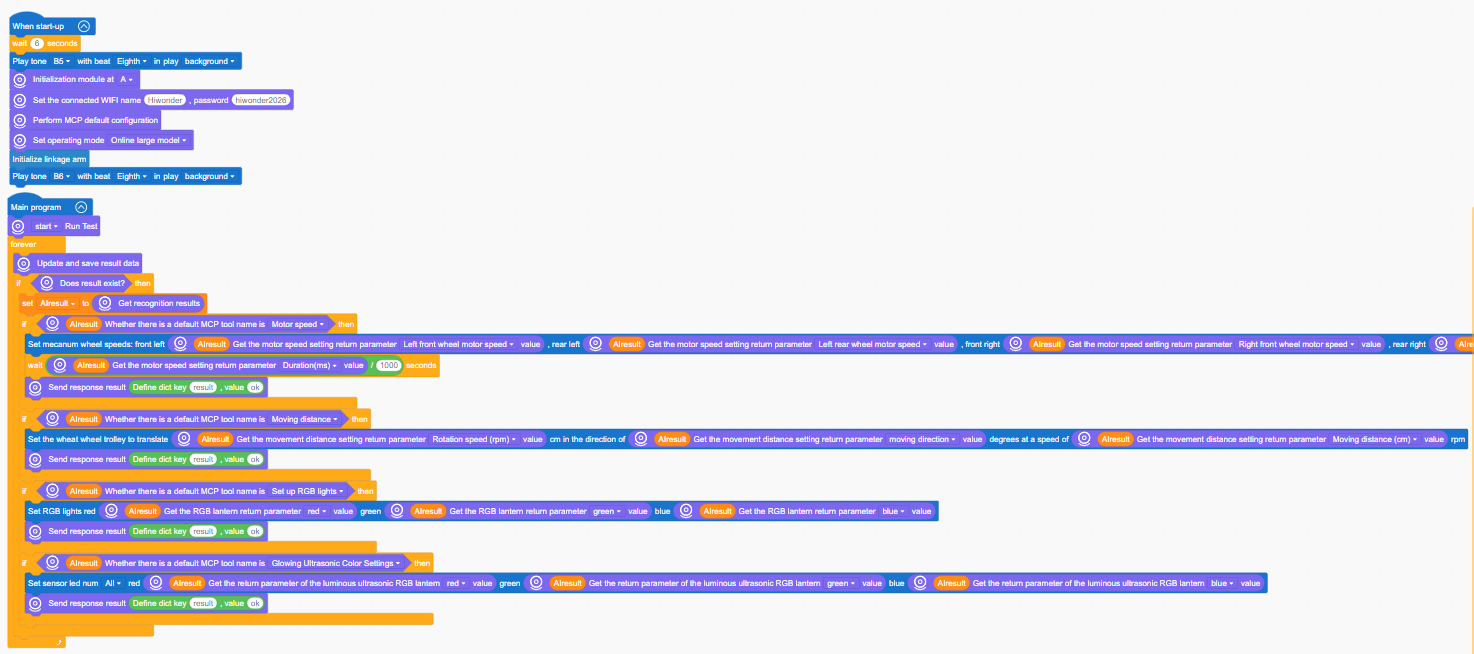 When start-up
wait 6 seconds
Play tone B5 with beat Eighth in play background
Initialization module at A
Set the connected WIFI name Hiwonder , password hiwonder2026
Perform MCP default configuration
Set operating mode Online large model
Initialize linkage arm
Play tone B6 with beat Eighth in play background
Main program
start Run Test
forever
Update and save result data
if Does result exist? then
set AIresult to Get recognition results
if AIresult Whether there is a default MCP tool name is Motor speed then
Set mecanum wheel speeds: front left AIresult Get the motor speed setting return parameter Left front wheel motor speed value , rear left AIresult Get the motor speed setting return parameter Left rear wheel motor speed value , front right AIresult Get the motor speed setting return parameter Right front wheel motor speed value , rear right
wait AIresult Get the motor speed setting return parameter Duration(ms) value / 1000 seconds
Send response result Define dict key result , value ok
if AIresult Whether there is a default MCP tool name is Moving distance then
Set the wheat wheel trolley to translate AIresult Get the movement distance setting return parameter Rotation speed (rpm) value cm in the direction of AIresult Get the movement distance setting return parameter moving direction value degrees at a speed of AIresult Get the movement distance setting return parameter Moving distance (cm) value rpm
Send response result Define dict key result , value ok
if AIresult Whether there is a default MCP tool name is Set up RGB lights then
Set RGB lights red AIresult Get the RGB lantern return parameter red value green AIresult Get the RGB lantern return parameter green value blue AIresult Get the RGB lantern return parameter blue value
Send response result Define dict key result , value ok
if AIresult Whether there is a default MCP tool name is Glowing Ultrasonic Color Settings then
Set sensor led num All red AIresult Get the return parameter of the luminous ultrasonic RGB lantern red value green AIresult Get the return parameter of the luminous ultrasonic RGB lantern green value blue AIresult Get the return parameter of the luminous ultrasonic RGB lantern blue value
Send response result Define dict key result , value ok